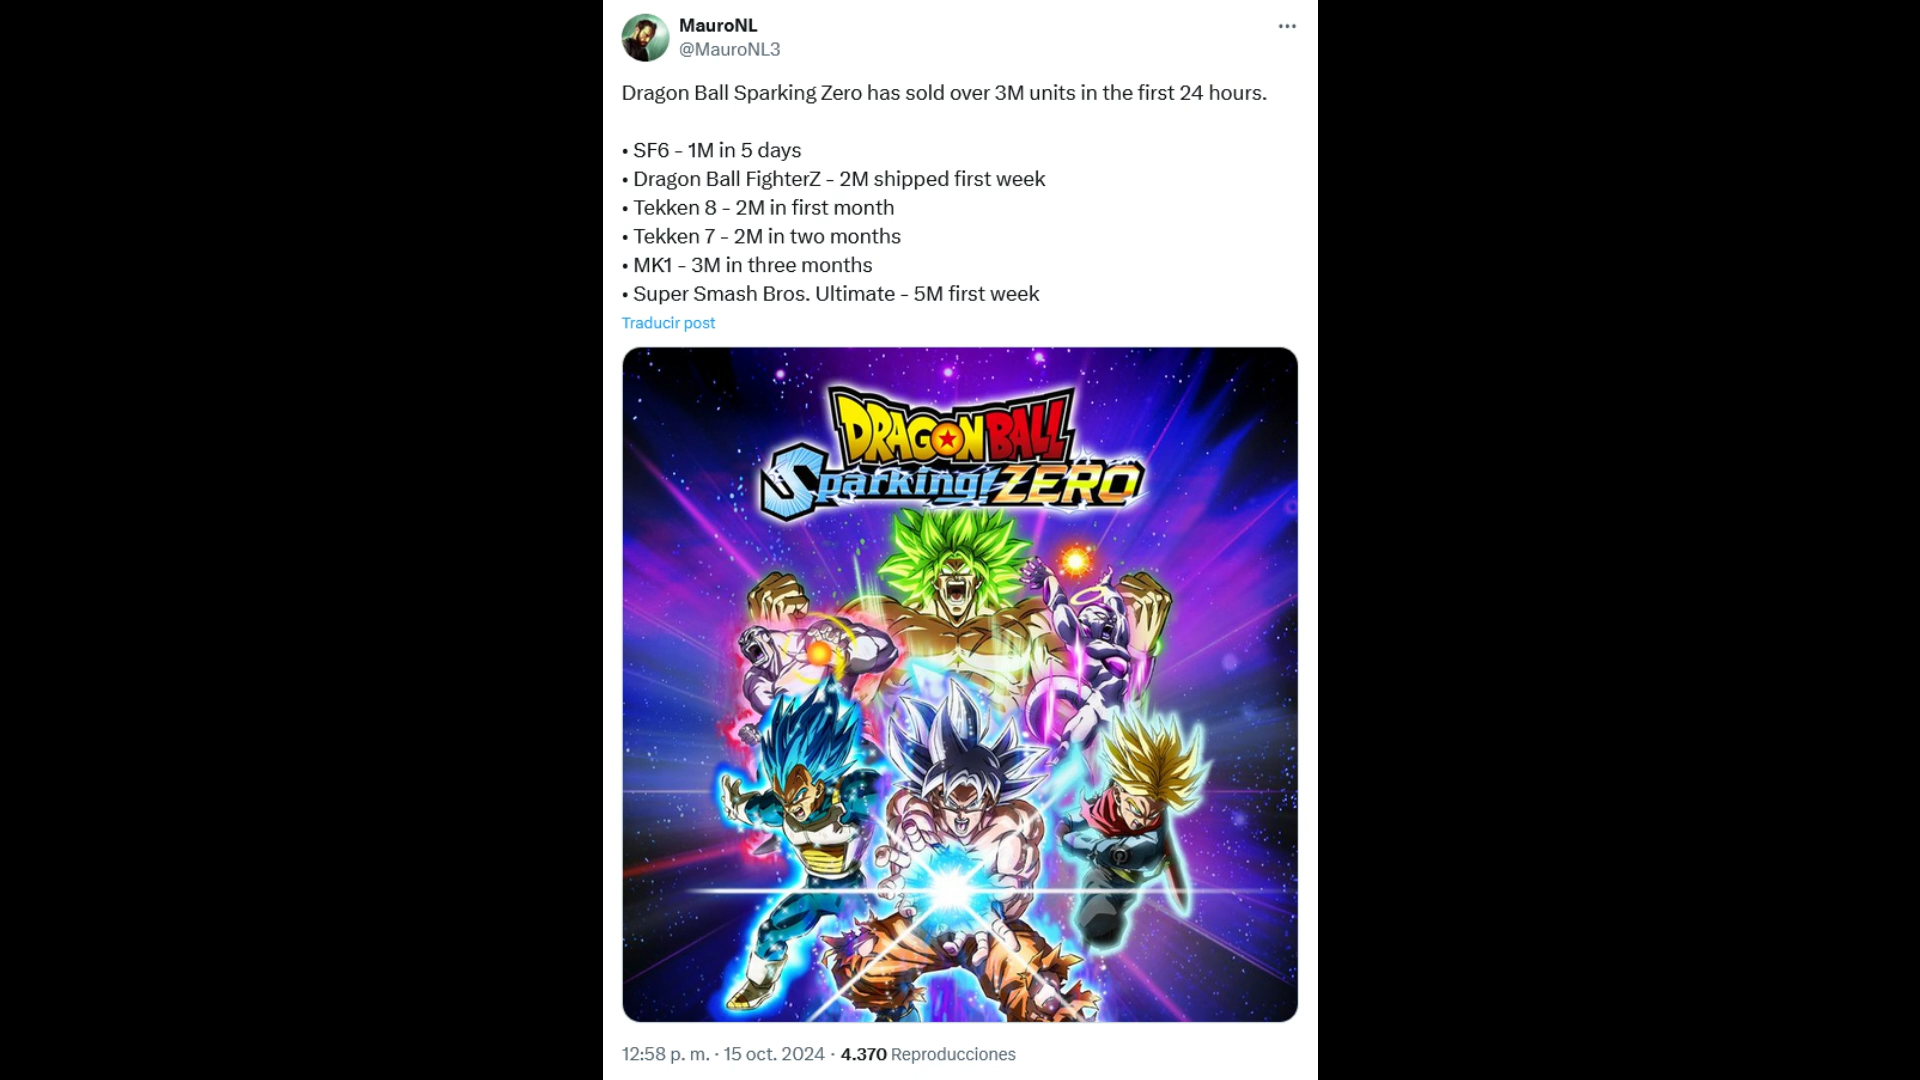 MauroNL
@MauroNL3
Dragon Ball Sparking Zero has sold over 3M units in the first 24 hours.
• SF6 - 1M in 5 days
• Dragon Ball FighterZ - 2M shipped first week
• Tekken 8 - 2M in first month
• Tekken 7 - 2M in two months
• MK1 - 3M in three months
• Super Smash Bros. Ultimate - 5M first week
Traducir post
DRAGON BALL
Sparking! ZERO
12:58 p. m. · 15 oct. 2024 · 4.370 Reproducciones